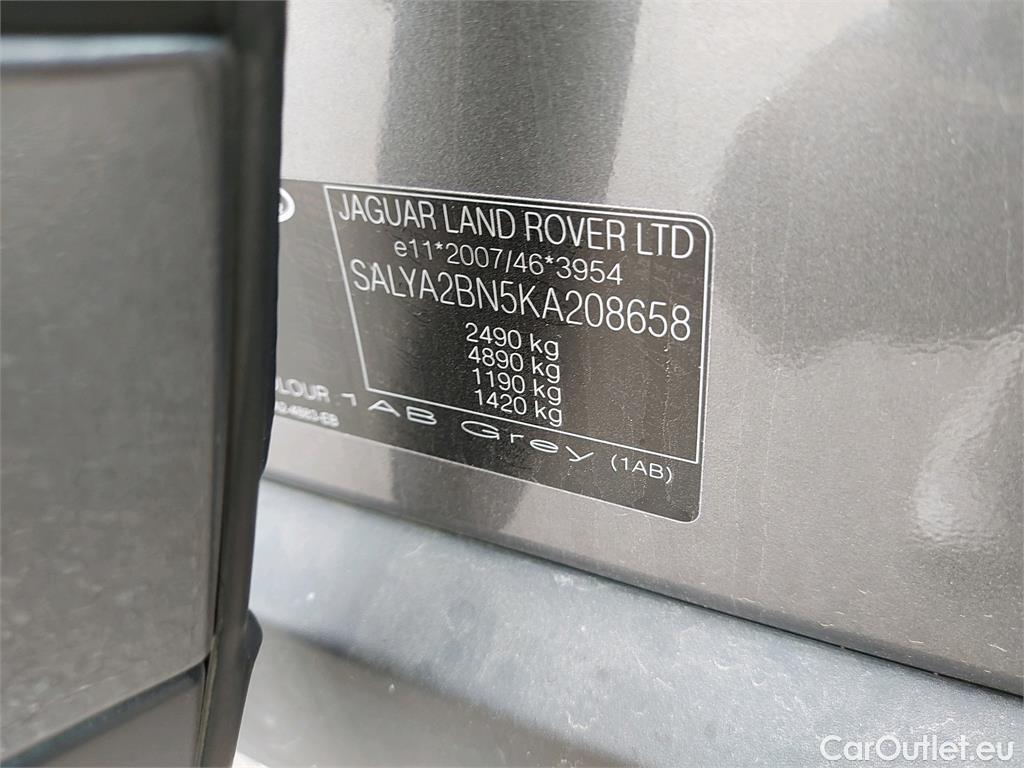 JAGUAR LAND ROVER LTD
e11*2007/46*3954
SALYA2BN5KA208658
2490 kg
4890 kg
1190 kg
1420 kg
OLOUR 1AB Grey (1AB)
CarOutlet.eu